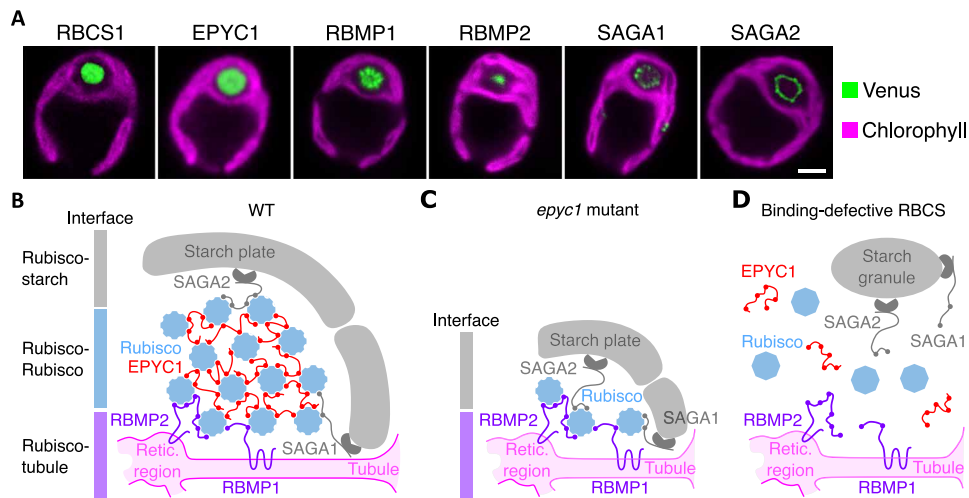 A
RBCS1 EPYC1 RBMP1 RBMP2 SAGA1 SAGA2
Venus
Chlorophyll
B
WT
Interface
Rubisco-
starch
Rubisco-
Rubisco
Rubisco-
tubule
Starch plate
SAGA2
Rubisco
EPYC1
RBMP2
SAGA1
Retic.
region
Tubule
RBMP1
C
epyc1 mutant
Interface
Starch plate
SAGA2
Rubisco
RBMP2
SAGA1
Retic.
region
Tubule
RBMP1
D
Binding-defective RBCS
EPYC1
Starch
granule
SAGA2
SAGA1
Rubisco
RBMP2
Retic.
region
Tubule
RBMP1